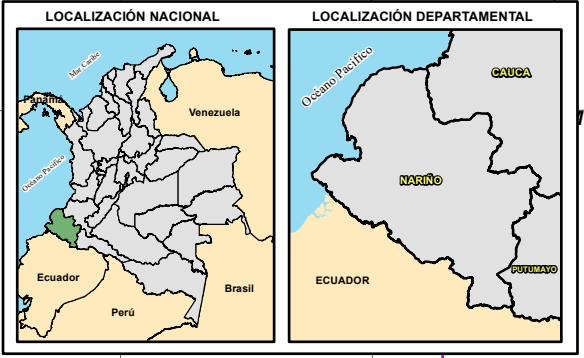 LOCALIZACIÓN NACIONAL
Mar Caribe
Panamá
Venezuela
Océano Pacífico
Ecuador
Perú
Brasil
LOCALIZACIÓN DEPARTAMENTAL
Océano Pacífico
CAUCA
NARIÑO
PUTUMAYO
ECUADOR